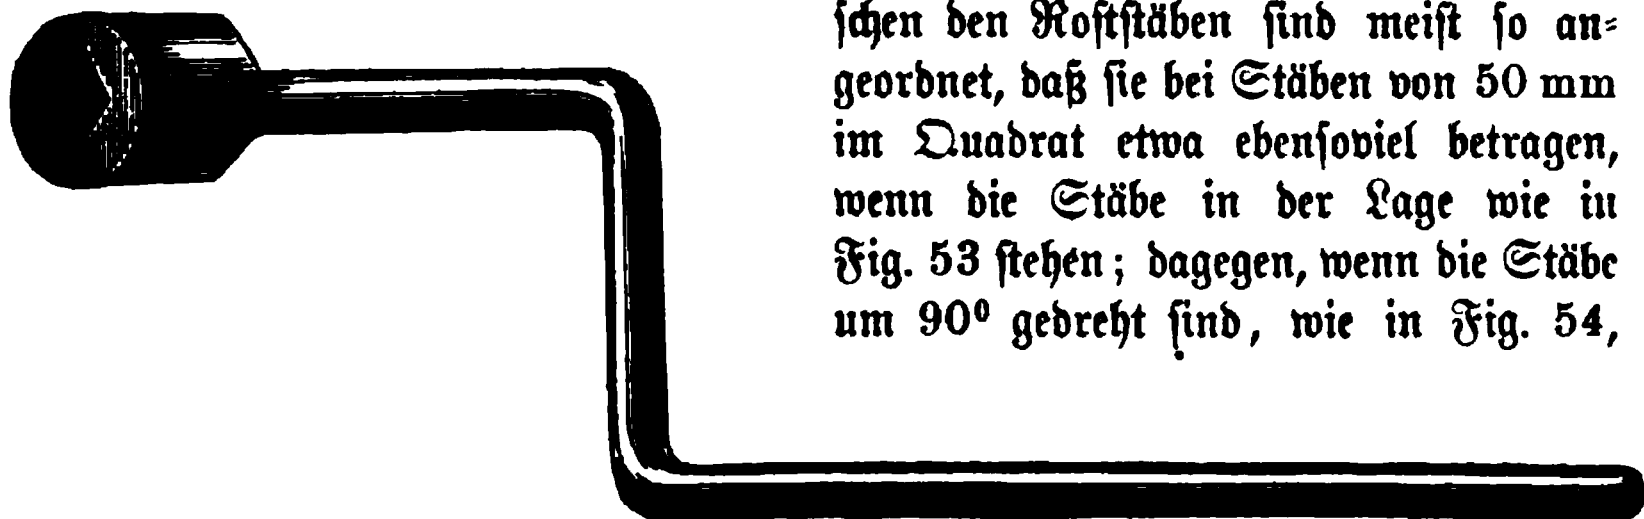 schen den Roststäben sind meist so an-
geordnet, daß sie bei Stäben von 50 mm
im Quadrat etwa ebensoviel betragen,
wenn die Stäbe in der Lage wie in
Fig. 53 stehen; dagegen, wenn die Stäbe
um 90⁰ gedreht sind, wie in Fig. 54,